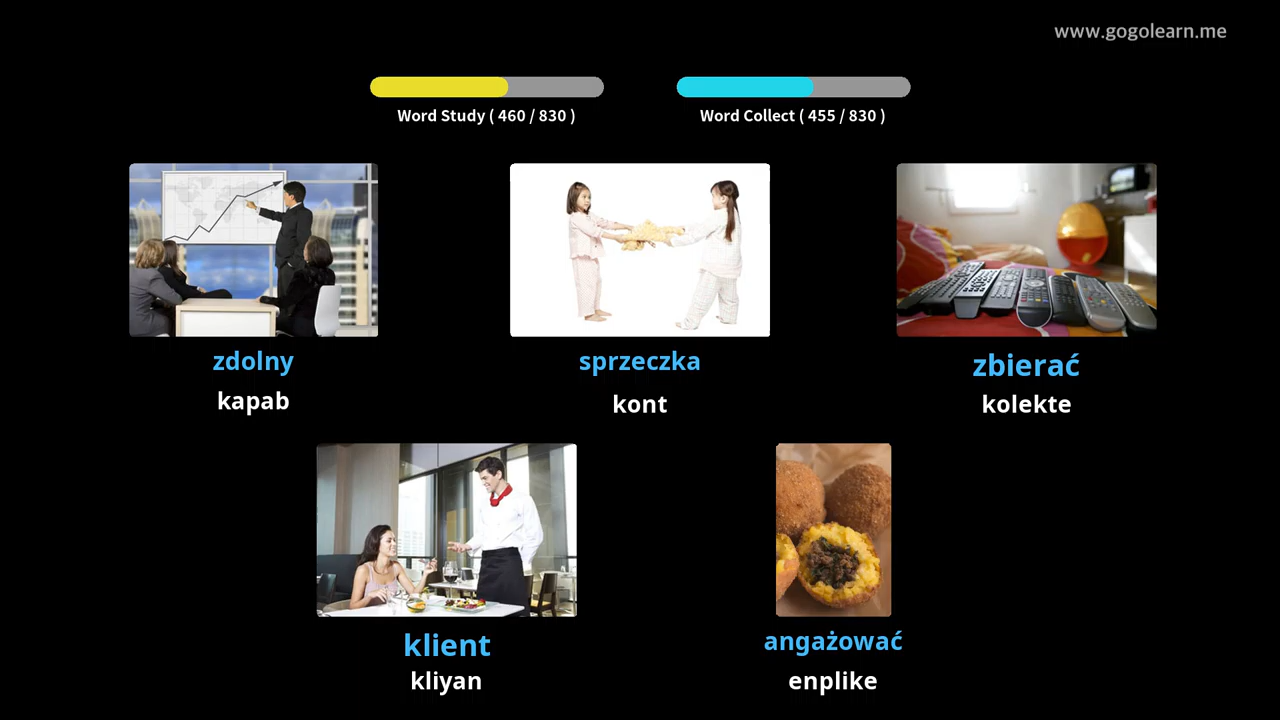 www.gogolearn.me
Word Study ( 460 / 830 )
Word Collect ( 455 / 830 )
zdolny
kapab
sprzeczka
kont
zbierać
kolekte
klient
kliyan
angażować
enplike